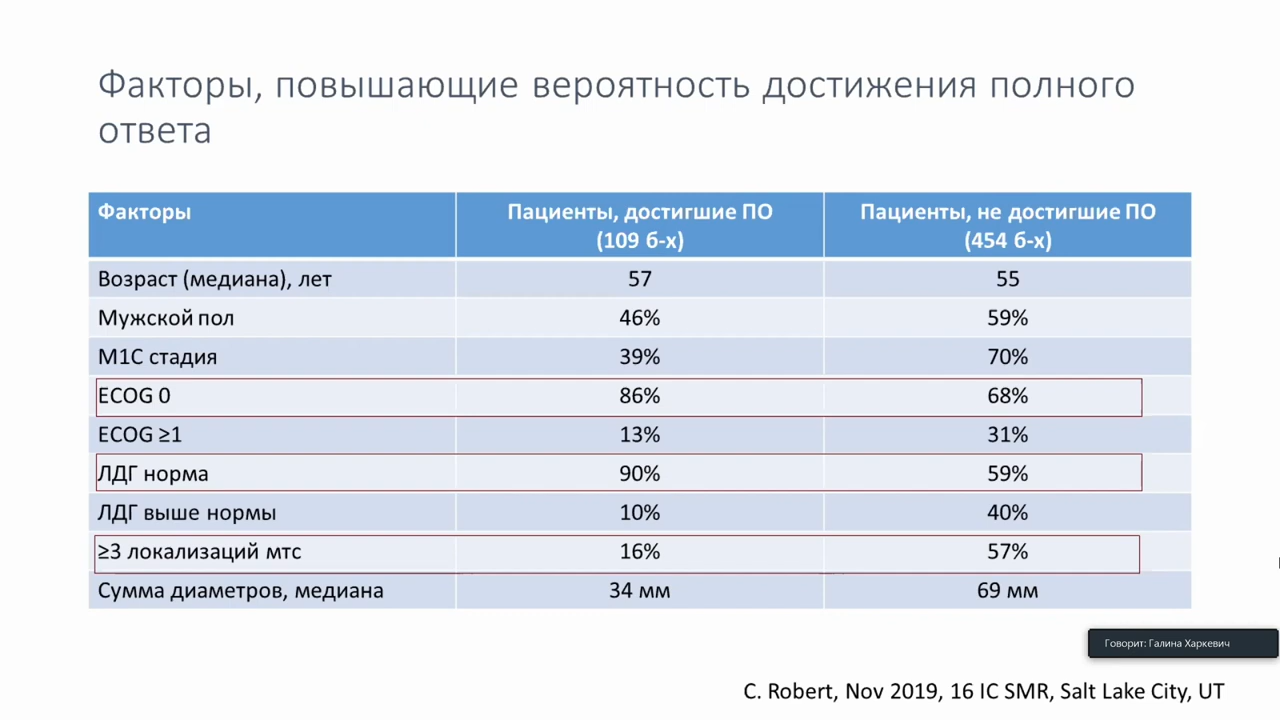 Факторы, повышающие вероятность достижения полного
ответа
Факторы
Пациенты, достигшие ПО
(109 б-х)
Пациенты, не достигшие ПО
(454 б-х)
Возраст (медиана), лет 57 55
Мужской пол 46% 59%
М1С стадия 39% 70%
ECOG 0 86% 68%
ECOG ≥1 13% 31%
ЛДГ норма 90% 59%
ЛДГ выше нормы 10% 40%
≥3 локализаций мтс 16% 57%
Сумма диаметров, медиана 34 мм 69 мм
Говорит: Галина Харкевич
C. Robert, Nov 2019, 16 IC SMR, Salt Lake City, UT